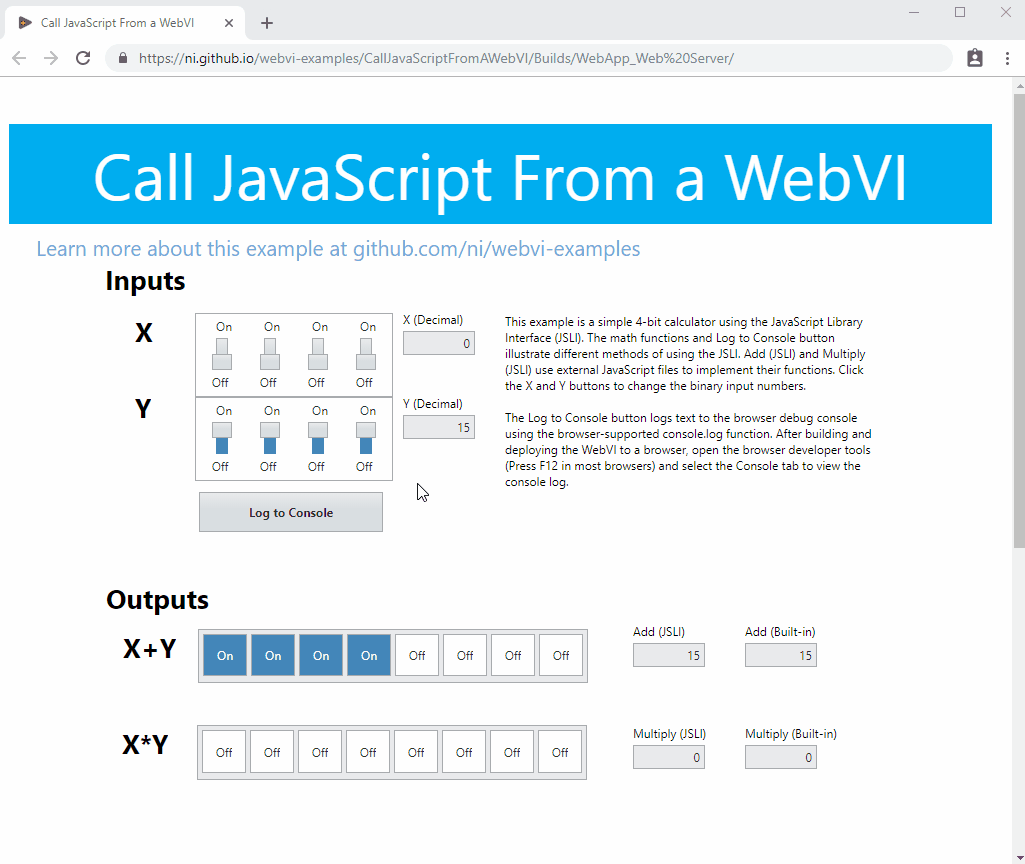 Call JavaScript From a WebVI
https://ni.github.io/webvi-examples/CallJavaScriptFromAWebVI/Builds/WebApp_Web%20Server/
Call JavaScript From a WebVI
Learn more about this example at github.com/ni/webvi-examples
Inputs
X
On On On On
Off Off Off Off
X (Decimal)
0
Y
On On On On
Off Off Off Off
Y (Decimal)
15
Log to Console
This example is a simple 4-bit calculator using the JavaScript Library
Interface (JSLI). The math functions and Log to Console button
illustrate different methods of using the JSLI. Add (JSLI) and Multiply
(JSLI) use external JavaScript files to implement their functions. Click
the X and Y buttons to change the binary input numbers.
The Log to Console button logs text to the browser debug console
using the browser-supported console.log function. After building and
deploying the WebVI to a browser, open the browser developer tools
(Press F12 in most browsers) and select the Console tab to view the
console log.
Outputs
X+Y
On On On On Off Off Off Off
Add (JSLI)
15
Add (Built-in)
15
X*Y
Off Off Off Off Off Off Off Off
Multiply (JSLI)
0
Multiply (Built-in)
0